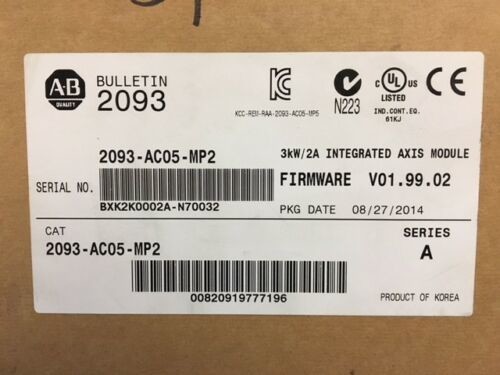 A-B
QUALITY
BULLETIN
2093
KCC-REM-RAA-2093-AC05-MP5
N223
C UL US
LISTED
IND.CONT.EQ.
61KJ
CE
2093-AC05-MP2
3kW/2A INTEGRATED AXIS MODULE
SERIAL NO.
FIRMWARE V01.99.02
BXK2K0002A-N70032
PKG DATE 08/27/2014
CAT
SERIES
2093-AC05-MP2
A
00820919777196
PRODUCT OF KOREA